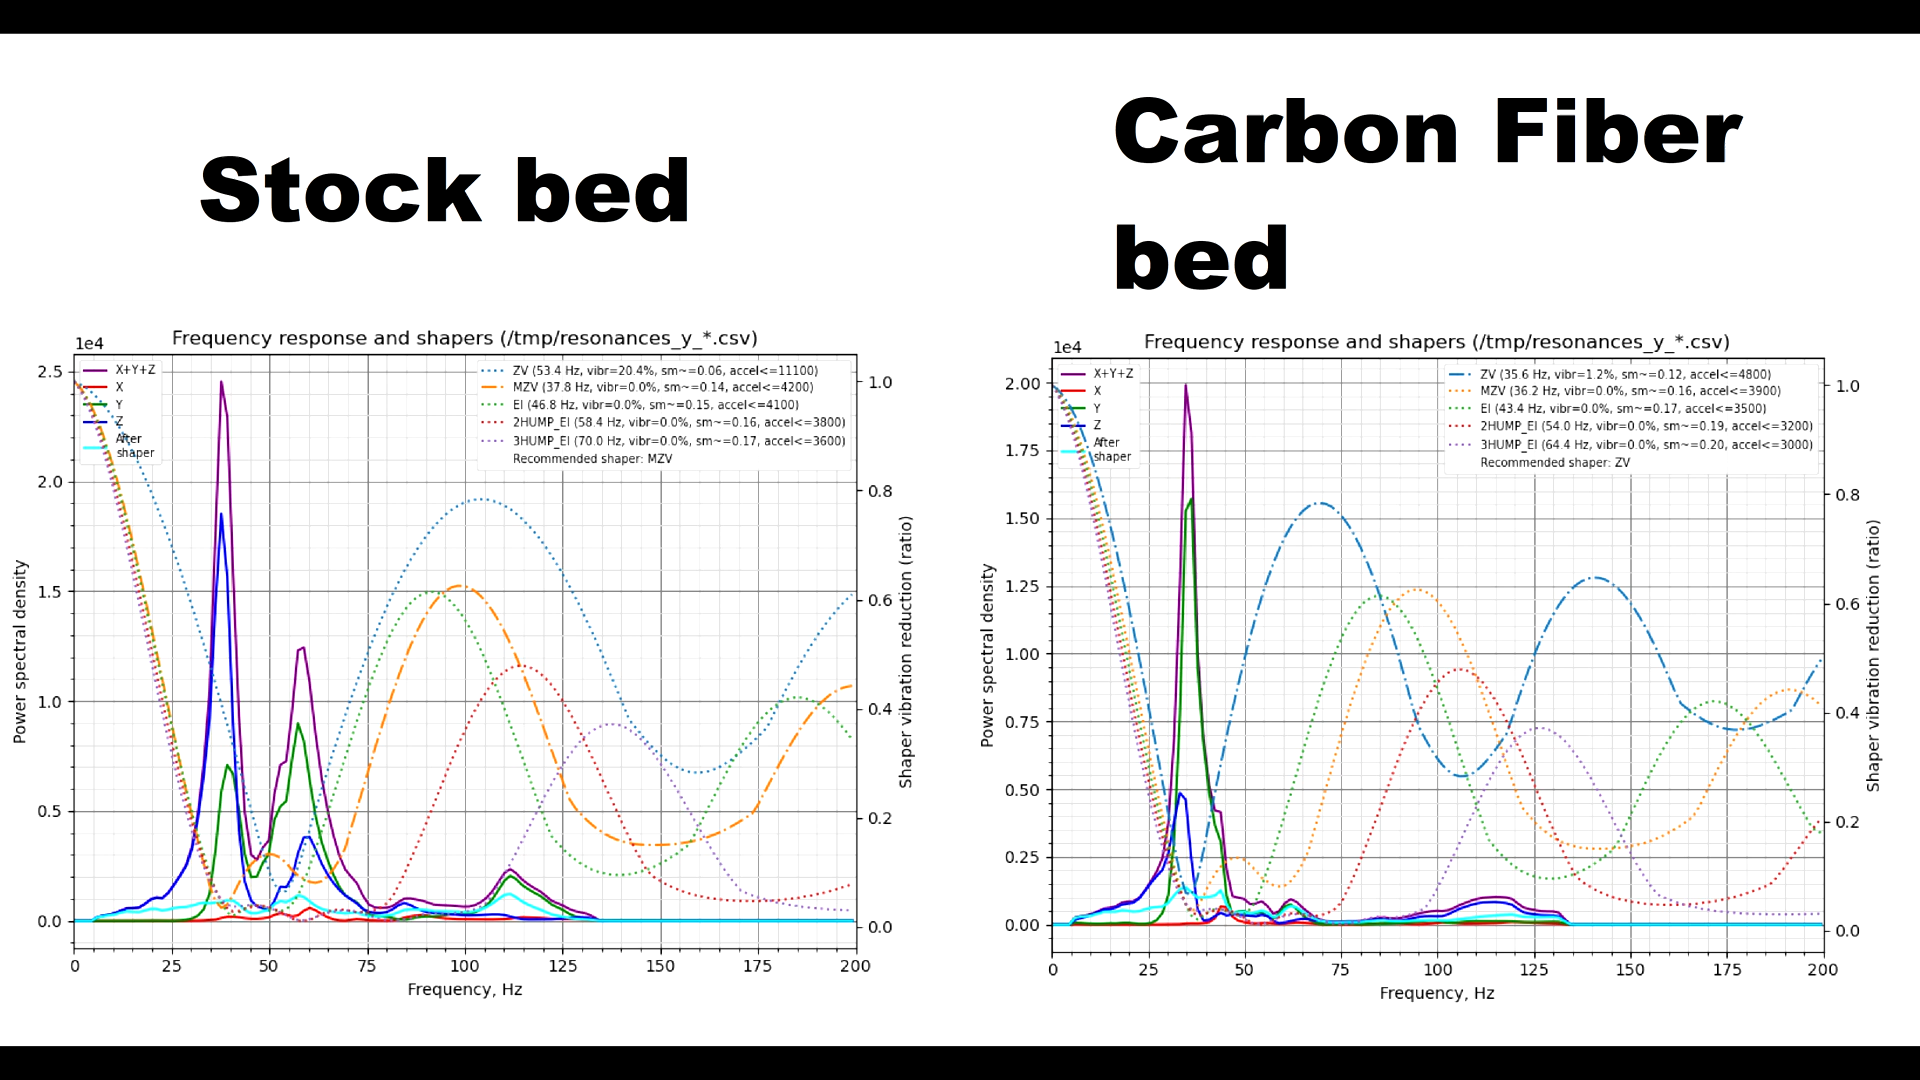 Stock bed
Carbon Fiber
bed
Frequency response and shapers (/tmp/resonances_y_*.csv)
1e4
X+Y+Z
X
Y
Z
After
shaper
ZV (53.4 Hz, vibr=20.4%, sm~=0.06, accel<=11100)
MZV (37.8 Hz, vibr=0.0%, sm~=0.14, accel<=4200)
EI (46.8 Hz, vibr=0.0%, sm~=0.15, accel<=4100)
2HUMP_EI (58.4 Hz, vibr=0.0%, sm~=0.16, accel<=3800)
3HUMP_EI (70.0 Hz, vibr=0.0%, sm~=0.17, accel<=3600)
Recommended shaper: MZV
Power spectral density
2.5
2.0
1.5
1.0
0.5
0.0
1.0
0.8
0.6
0.4
0.2
0.0
Shaper vibration reduction (ratio)
0 25 50 75 100 125 150 175 200
Frequency, Hz
Frequency response and shapers (/tmp/resonances_y_*.csv)
1e4
X+Y+Z
X
Y
Z
After
shaper
ZV (35.6 Hz, vibr=1.2%, sm~=0.12, accel<=4800)
MZV (36.2 Hz, vibr=0.0%, sm~=0.16, accel<=3900)
EI (43.4 Hz, vibr=0.0%, sm~=0.17, accel<=3500)
2HUMP_EI (54.0 Hz, vibr=0.0%, sm~=0.19, accel<=3200)
3HUMP_EI (64.4 Hz, vibr=0.0%, sm~=0.20, accel<=3000)
Recommended shaper: ZV
Power spectral density
2.00
1.75
1.50
1.25
1.00
0.75
0.50
0.25
0.00
1.0
0.8
0.6
0.4
0.2
0.0
Shaper vibration reduction (ratio)
0 25 50 75 100 125 150 175 200
Frequency, Hz